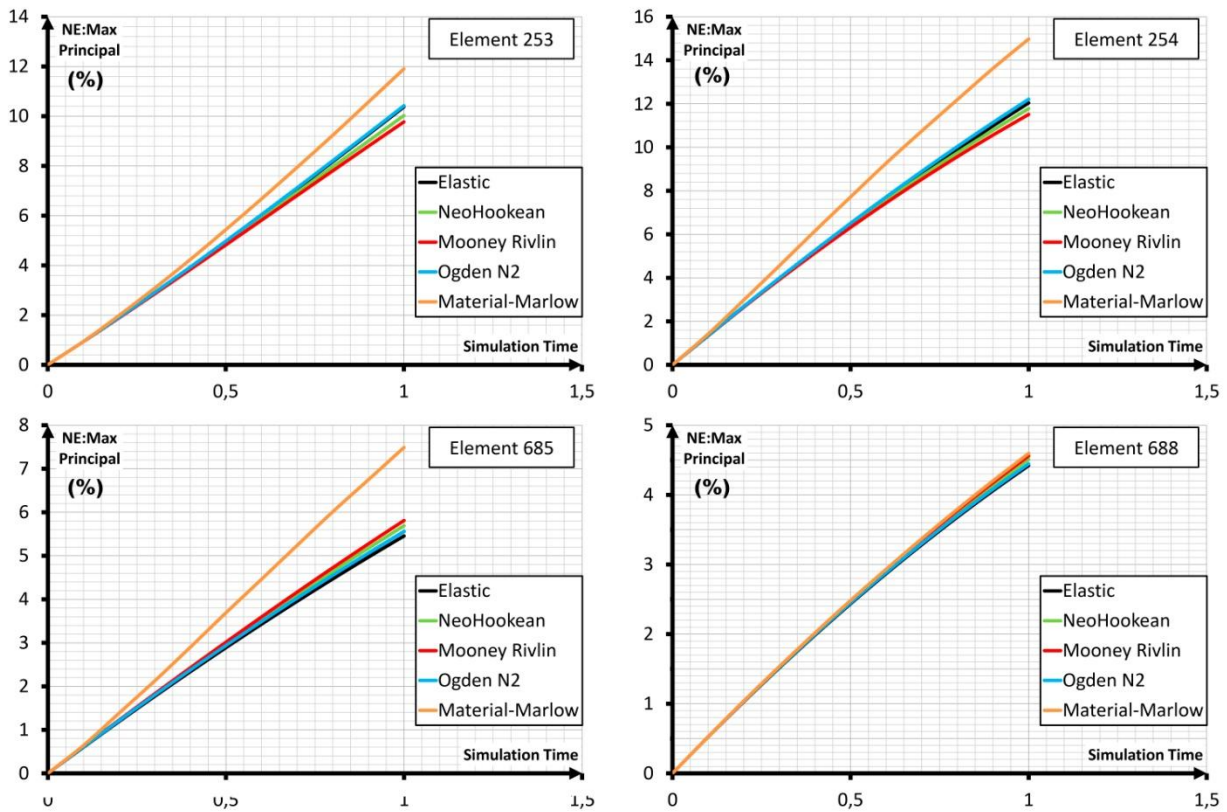 14
12
10
8
6
4
2
0
NE:Max
Principal
(%)
Element 253
Elastic
NeoHookean
Mooney Rivlin
Ogden N2
Material-Marlow
Simulation Time
0
0,5
1
1,5
16
14
12
10
8
6
4
2
0
NE:Max
Principal
(%)
Element 254
Elastic
NeoHookean
Mooney Rivlin
Ogden N2
Material-Marlow
Simulation Time
0
0,5
1
1,5
8
7
6
5
4
3
2
1
0
NE:Max
Principal
(%)
Element 685
Elastic
NeoHookean
Mooney Rivlin
Ogden N2
Material-Marlow
Simulation Time
0
0,5
1
1,5
5
4
3
2
1
0
NE:Max
Principal
(%)
Element 688
Elastic
NeoHookean
Mooney Rivlin
Ogden N2
Material-Marlow
Simulation Time
0
0,5
1
1,5